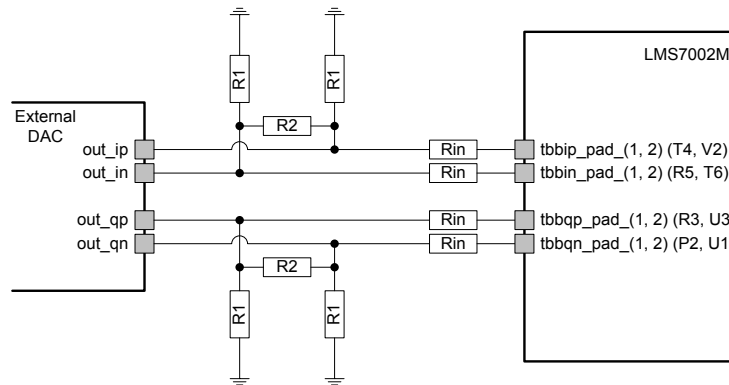 LMS7002M
R1
R1
External
DAC
R2
out_ip
Rin
tbbip_pad_(1, 2) (T4, V2)
out_in
Rin
tbbin_pad_(1, 2) (R5, T6)
out_qp
Rin
tbbqp_pad_(1, 2) (R3, U3
out_qn
Rin
tbbqn_pad_(1, 2) (P2, U1
R2
R1
R1